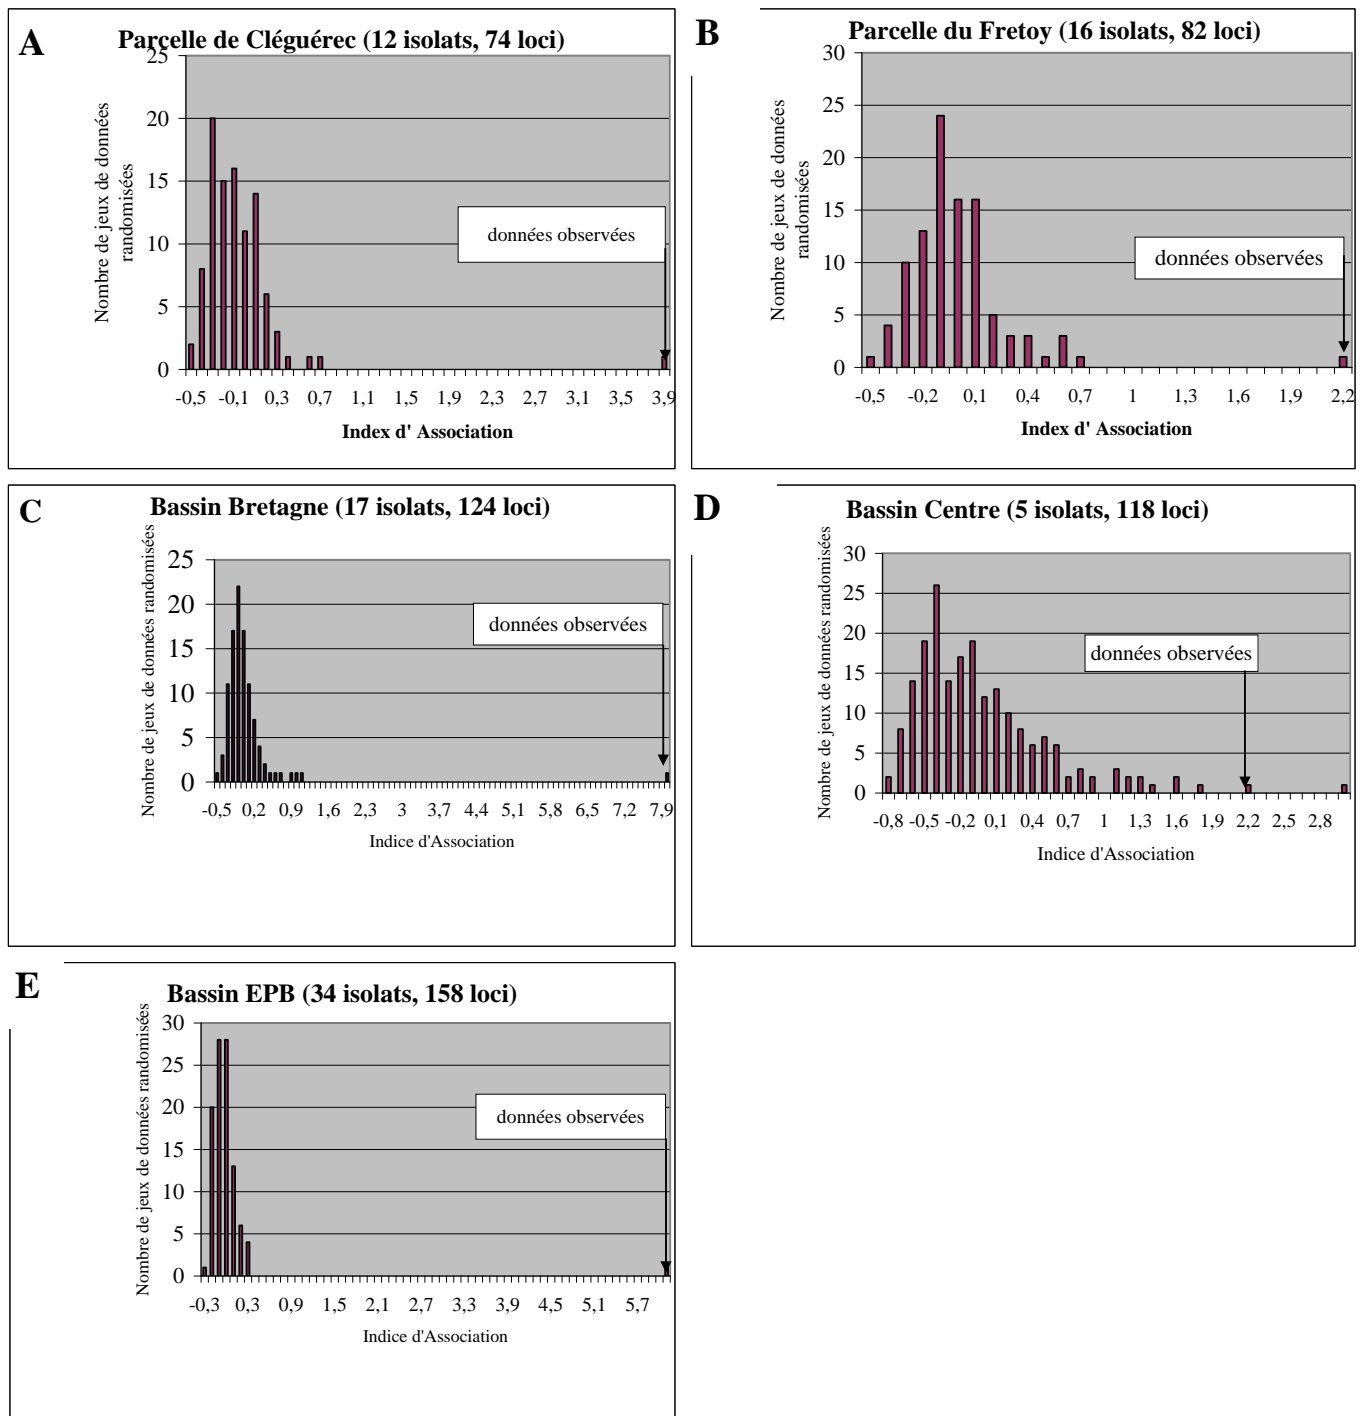 A
Parcelle de Cléguérec (12 isolats, 74 loci)
Nombre de jeux de données
randomisées
25
20
15
10
5
0
données observées
-0,5 -0,1 0,3 0,7 1,1 1,5 1,9 2,3 2,7 3,1 3,5 3,9
Index d' Association
B
Parcelle du Fretoy (16 isolats, 82 loci)
Nombre de jeux de données
randomisées
30
25
20
15
10
5
0
données observées
-0,5 -0,2 0,1 0,4 0,7 1 1,3 1,6 1,9 2,2
Index d' Association
C
Bassin Bretagne (17 isolats, 124 loci)
Nombre de jeux de données randomisées
25
20
15
10
5
0
données observées
-0,5 0,2 0,9 1,6 2,3 3 3,7 4,4 5,1 5,8 6,5 7,2 7,9
Indice d'Association
D
Bassin Centre (5 isolats, 118 loci)
Nombre de jeux de données randomisées
30
25
20
15
10
5
0
données observées
-0,8 -0,5 -0,2 0,1 0,4 0,7 1 1,3 1,6 1,9 2,2 2,5 2,8
Indice d'Association
E
Bassin EPB (34 isolats, 158 loci)
Nombre de jeux de données randomisées
30
25
20
15
10
5
0
données observées
-0,3 0,3 0,9 1,5 2,1 2,7 3,3 3,9 4,5 5,1 5,7
Indice d'Association